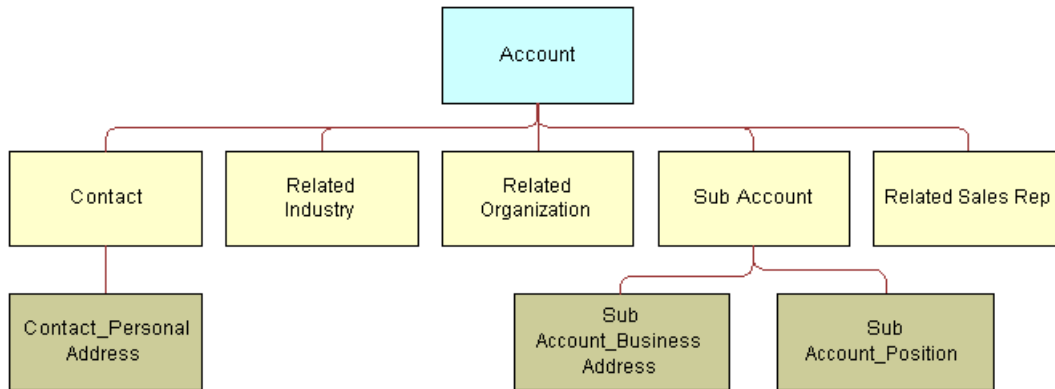 Account
Contact
Related
Industry
Related
Organization
Sub Account
Related Sales Rep
Contact_Personal
Address
Sub
Account_Business
Address
Sub
Account_Position